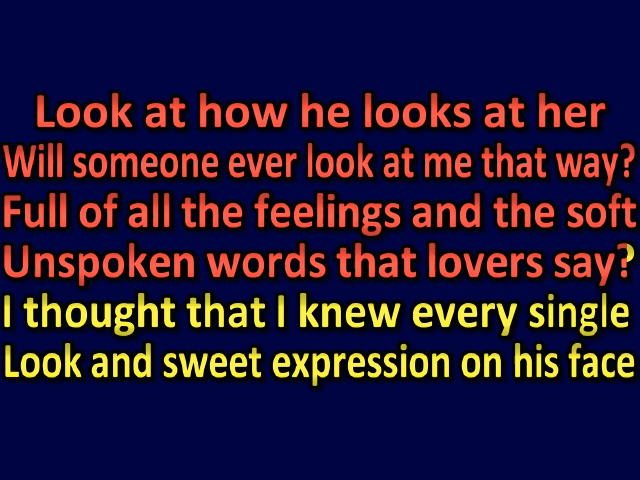 Look at how he looks at her
Will someone ever look at me that way?
Full of all the feelings and the soft
Unspoken words that lovers say?
I thought that I knew every single
Look and sweet expression on his face